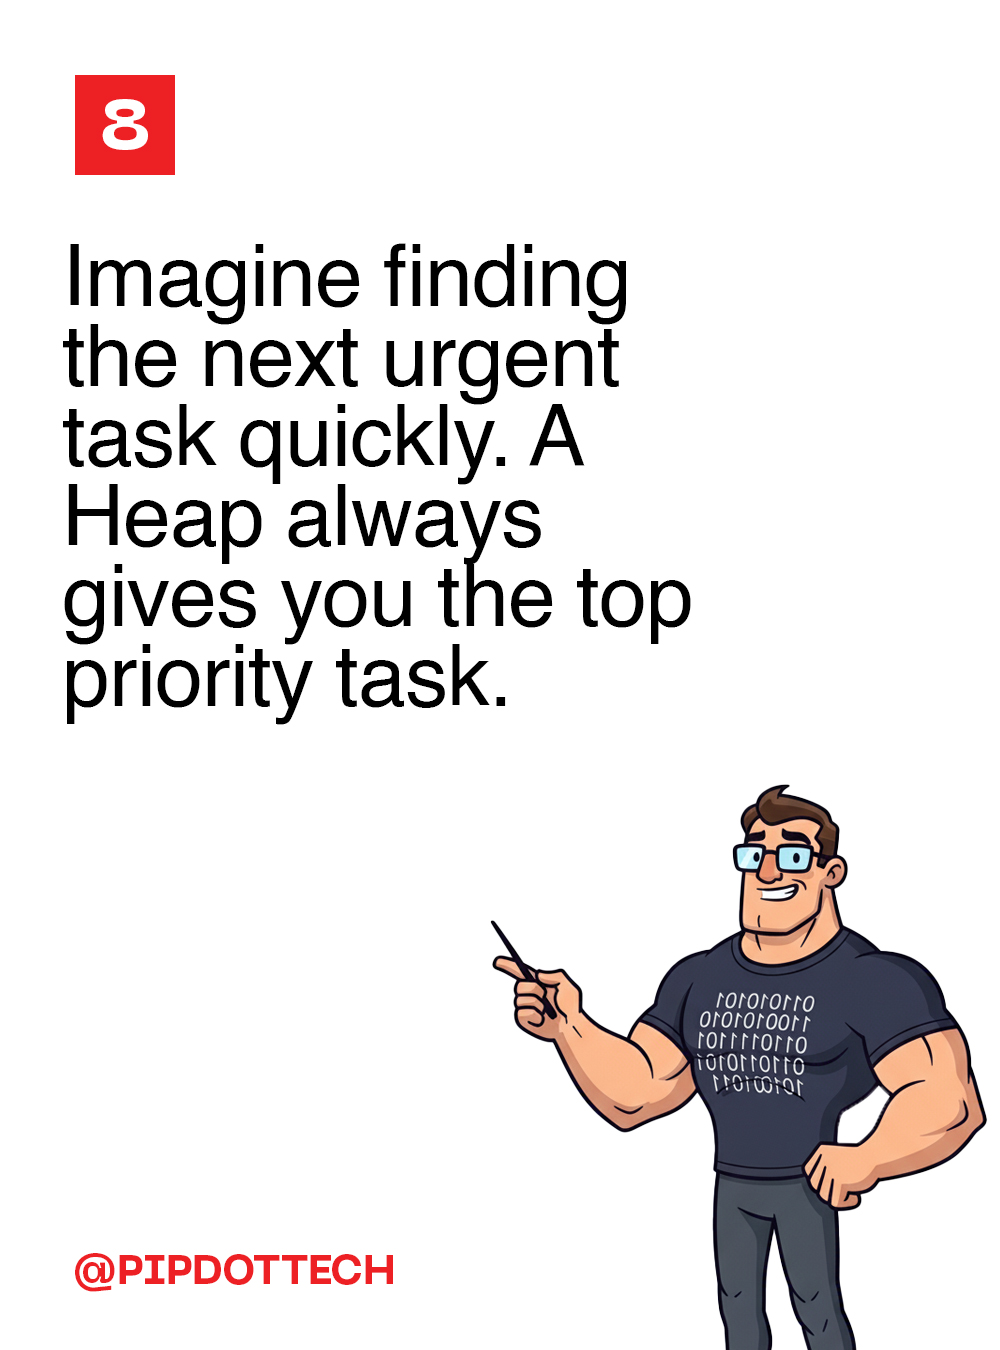 8
Imagine finding
the next urgent
task quickly. A
Heap always
gives you the top
priority task.
@PIPDOTTECH